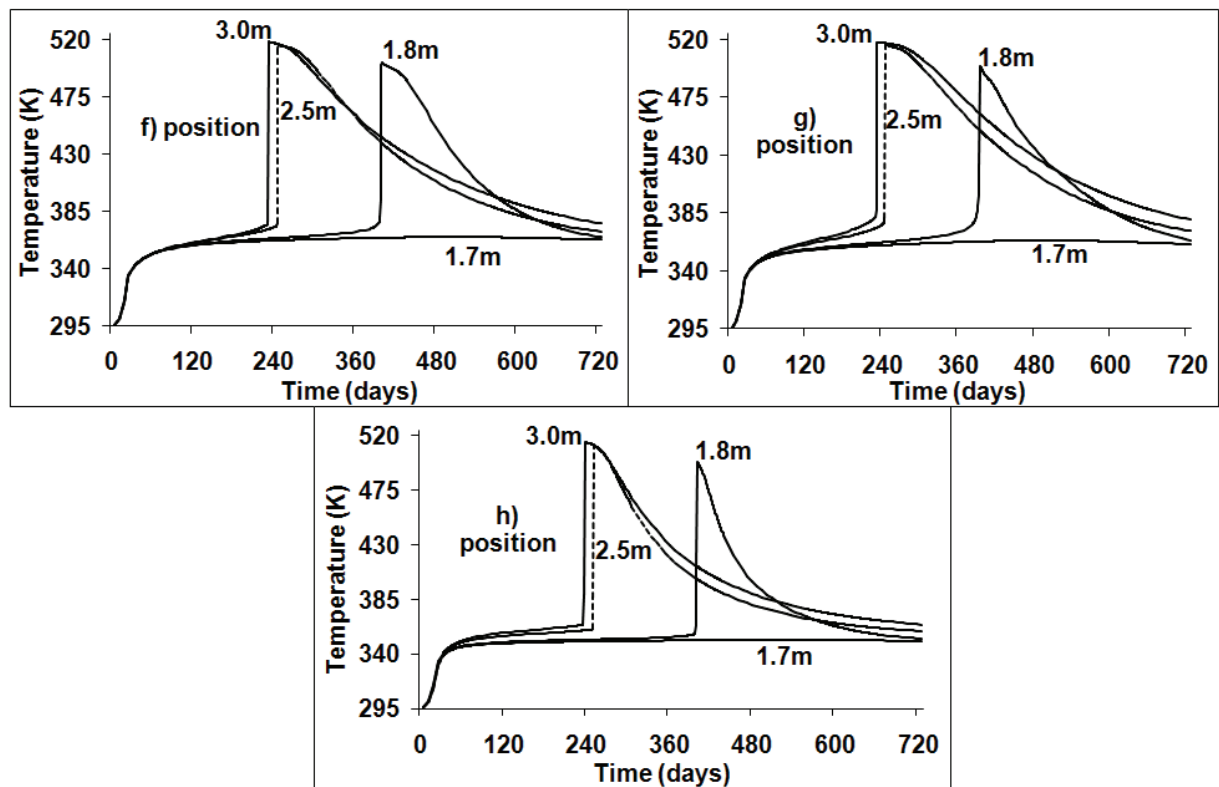 520
475
430
385
340
295
Temperature (K)
3.0m
1.8m
f) position
2.5m
1.7m
0 120 240 360 480 600 720
Time (days)
520
475
430
385
340
295
Temperature (K)
3.0m
1.8m
g)
position
2.5m
1.7m
0 120 240 360 480 600 720
Time (days)
520
475
430
385
340
295
Temperature (K)
3.0m
1.8m
h)
position
2.5m
1.7m
0 120 240 360 480 600 720
Time (days)